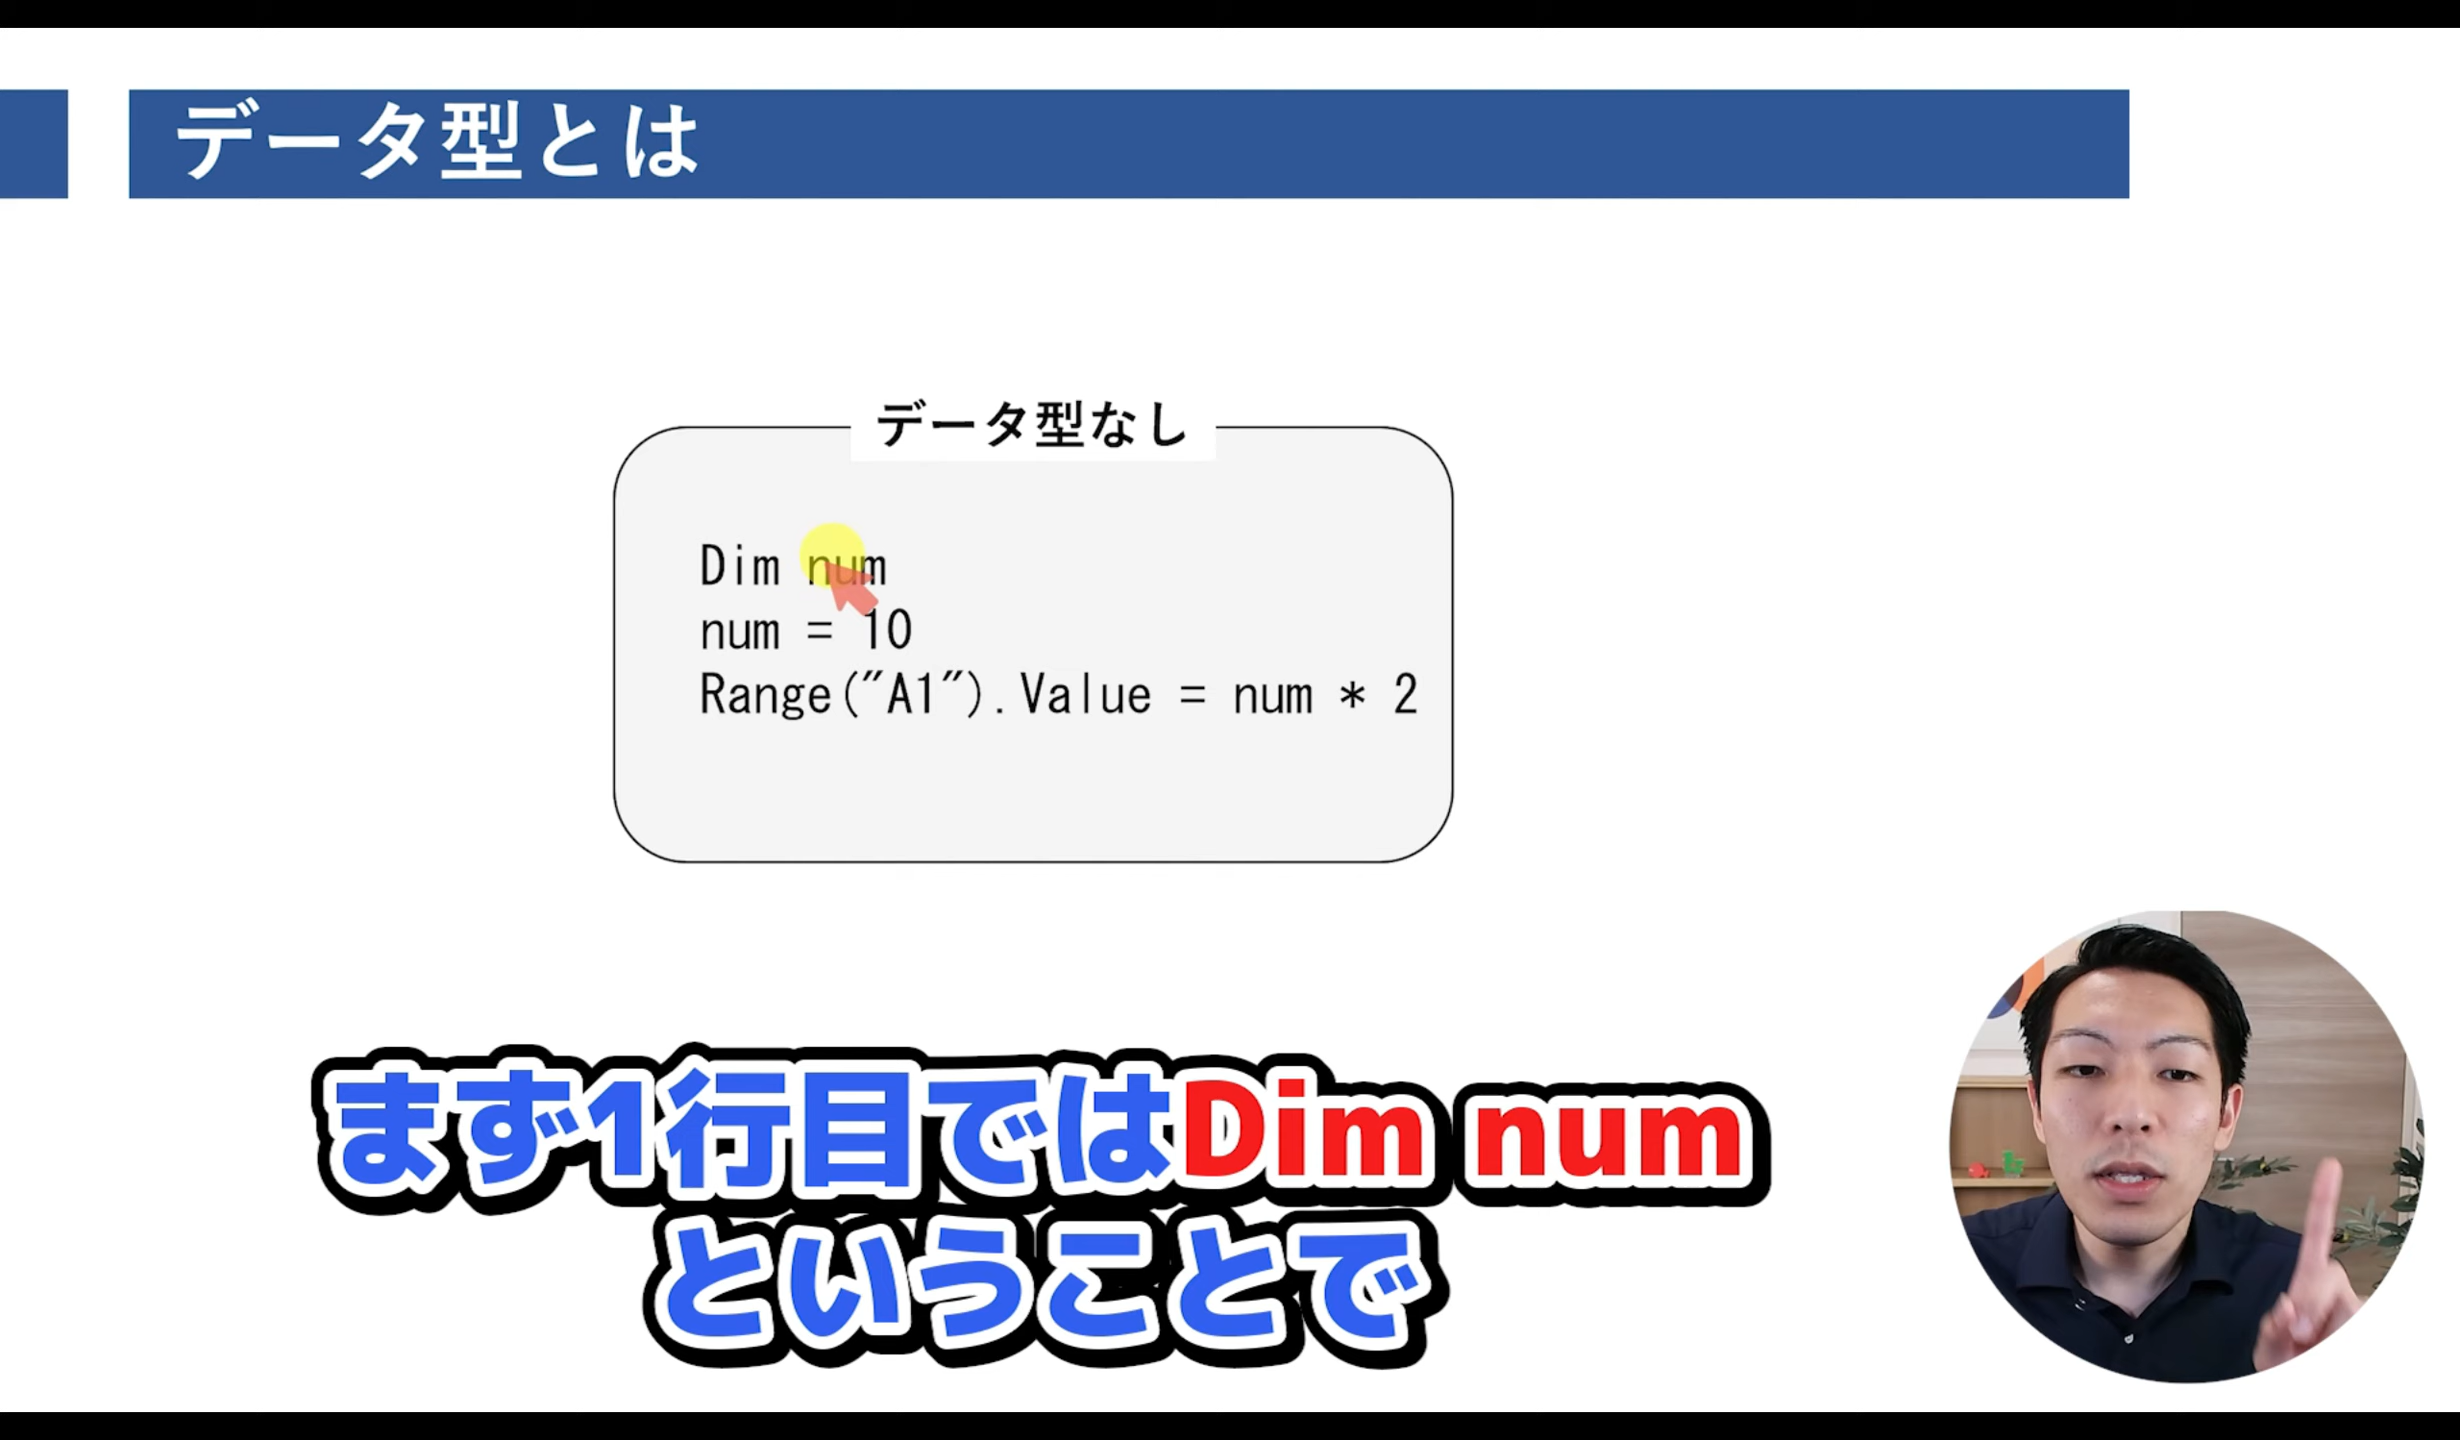 データ型とは
データ型なし
Dim num
num = 10
Range("A1").Value = num * 2
まず1行目ではDim num
ということで